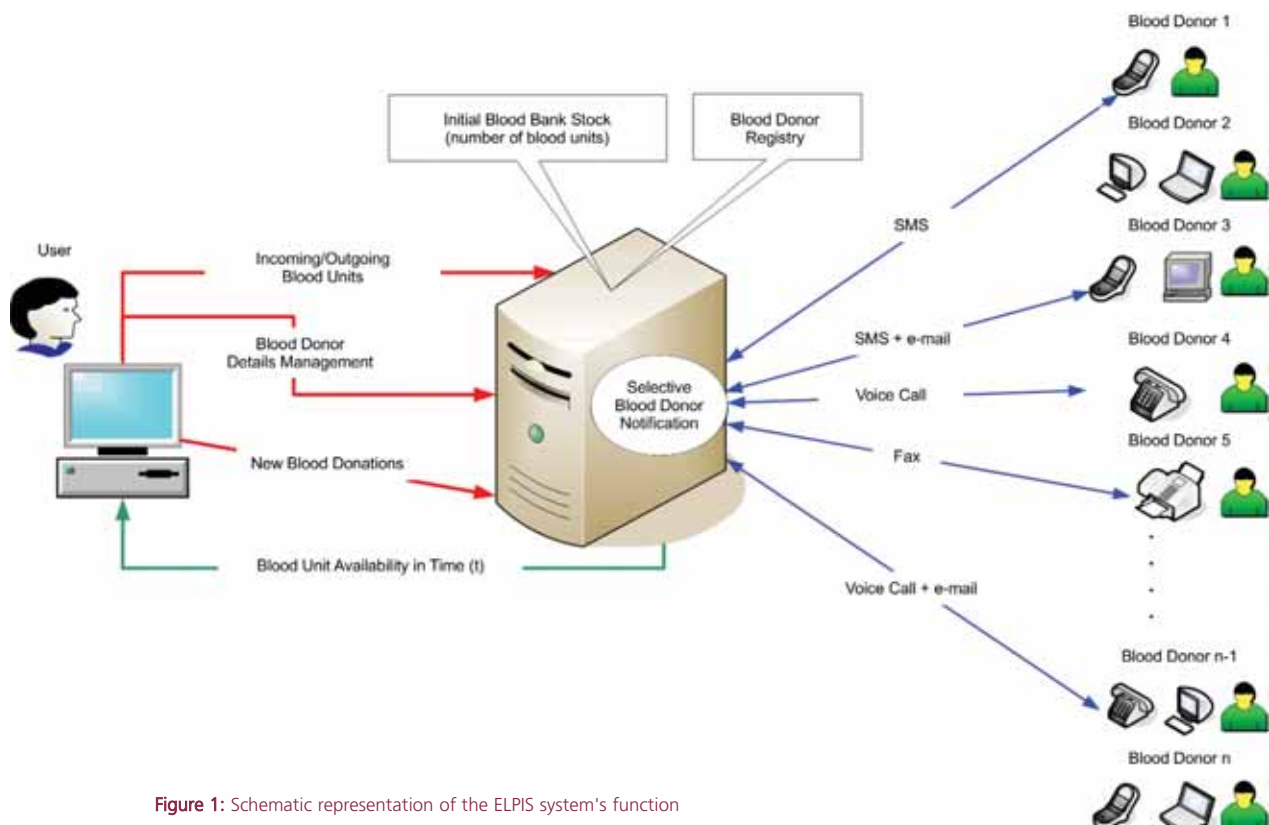 Blood Donor 1
Initial Blood Bank Stock
(number of blood units)
Blood Donor
Registry
Blood Donor 2
User
Incoming/Outgoing
Blood Units
SMS
Blood Donor 3
Blood Donor
Details Management
SMS + e-mail
Blood Donor 4
Selective
Blood Donor
Notification
Voice Call
Blood Donor 5
New Blood Donations
Fax
Blood Unit Availability in Time (t)
Voice Call + e-mail
Blood Donor n-1
Blood Donor n
Figure 1: Schematic representation of the ELPIS system's function